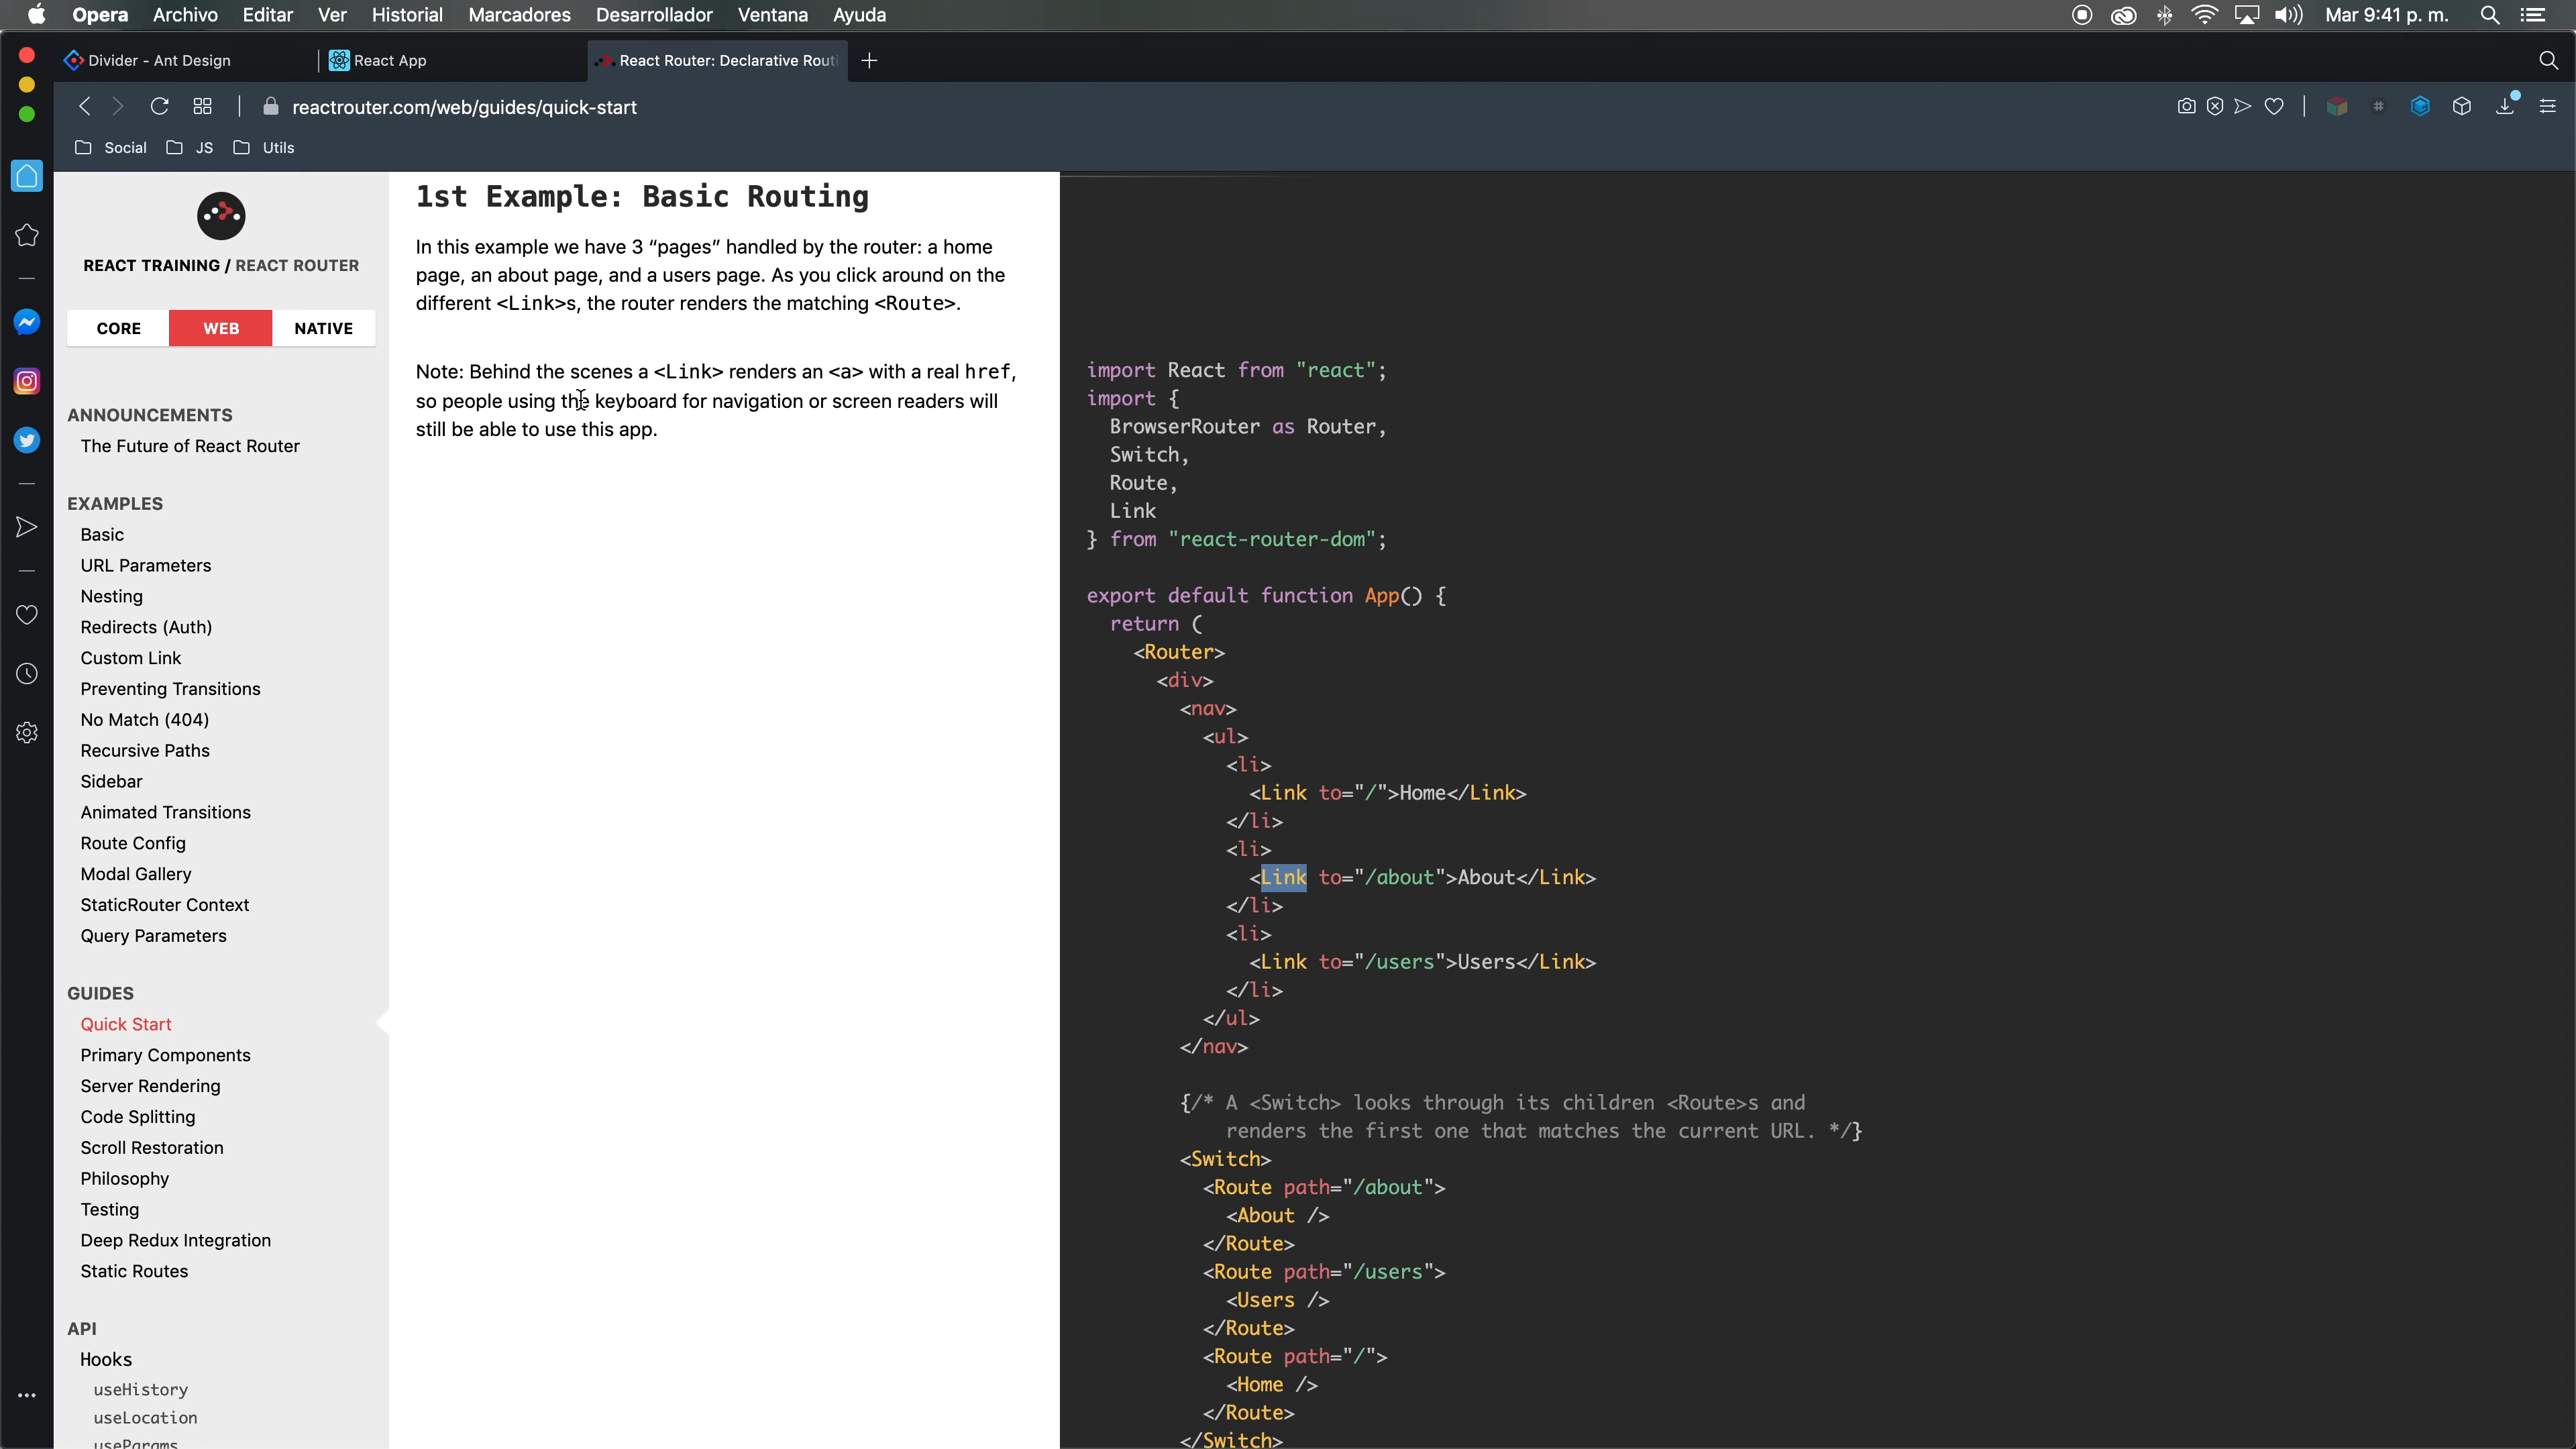 Opera Archivo Editar Ver Historial Marcadores Desarrollador Ventana Ayuda Mar 9:41 p. m.
Divider - Ant Design React App React Router: Declarative Routi
reactrouter.com/web/guides/quick-start
Social JS Utils
REACT TRAINING / REACT ROUTER
CORE WEB NATIVE
ANNOUNCEMENTS
The Future of React Router
EXAMPLES
Basic
URL Parameters
Nesting
Redirects (Auth)
Custom Link
Preventing Transitions
No Match (404)
Recursive Paths
Sidebar
Animated Transitions
Route Config
Modal Gallery
StaticRouter Context
Query Parameters
GUIDES
Quick Start
Primary Components
Server Rendering
Code Splitting
Scroll Restoration
Philosophy
Testing
Deep Redux Integration
Static Routes
API
Hooks
useHistory
useLocation
useParams
1st Example: Basic Routing
In this example we have 3 “pages” handled by the router: a home
page, an about page, and a users page. As you click around on the
different <Link>s, the router renders the matching <Route>.
Note: Behind the scenes a <Link> renders an <a> with a real href,
so people using the keyboard for navigation or screen readers will
still be able to use this app.
import React from "react";
import {
BrowserRouter as Router,
Switch,
Route,
Link
} from "react-router-dom";
export default function App() {
return (
<Router>
<div>
<nav>
<ul>
<li>
<Link to="/">Home</Link>
</li>
<li>
<Link to="/about">About</Link>
</li>
<li>
<Link to="/users">Users</Link>
</li>
</ul>
</nav>
{/* A <Switch> looks through its children <Route>s and
renders the first one that matches the current URL. */}
<Switch>
<Route path="/about">
<About />
</Route>
<Route path="/users">
<Users />
</Route>
<Route path="/">
<Home />
</Route>
</Switch>